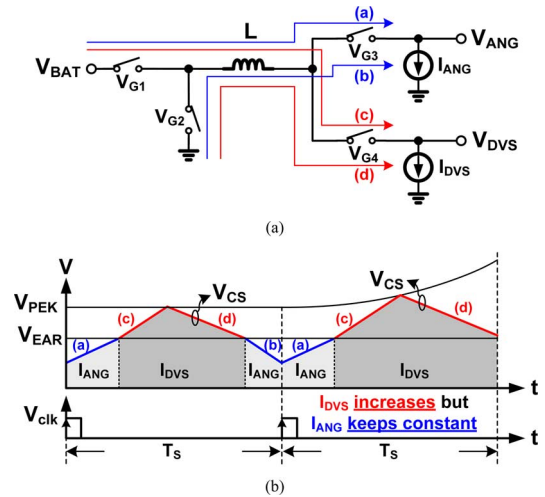 (a)
L
V_BAT
V_G1
V_G2
V_G3
V_ANG
I_ANG
(b)
(c)
V_G4
V_DVS
I_DVS
(d)
(a)
V
V_PEK
V_CS
V_CS
(c)
(d)
(c)
(d)
V_EAR
(a)
(b)
(a)
I_ANG
I_DVS
I_ANG
I_ANG
I_DVS
t
I_DVS increases but
I_ANG keeps constant
V_clk
t
T_S
T_S
(b)